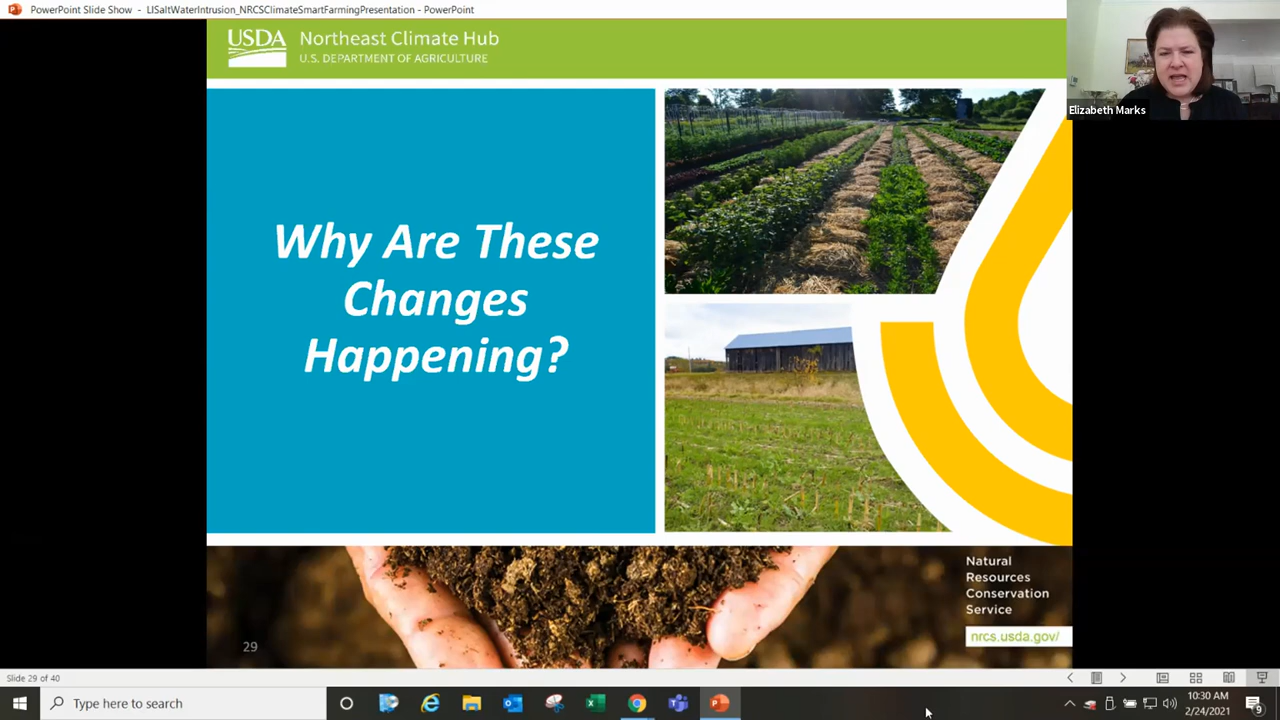 PowerPoint Slide Show - LISaltWaterIntrusion_NRCSClimateSmartFarmingPresentation - PowerPoint
USDA
Northeast Climate Hub
U.S. DEPARTMENT OF AGRICULTURE
Elizabeth Marks
Why Are These
Changes
Happening?
Natural
Resources
Conservation
Service
nrcs.usda.gov/
29
Slide 29 of 40
Type here to search
10:30 AM
2/24/2021
9